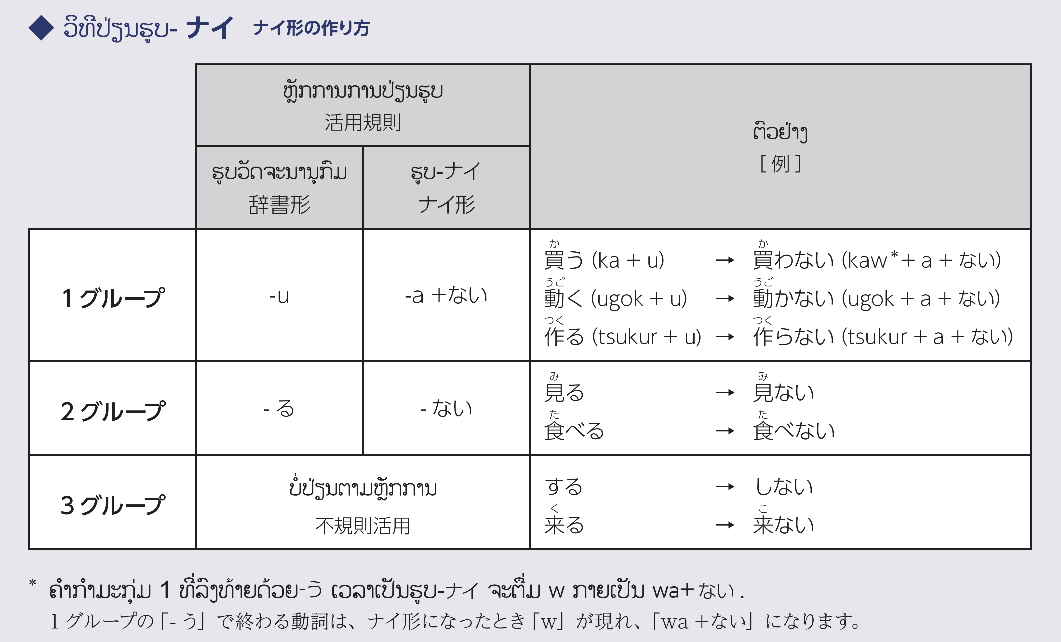 ◆ ວິທີປ່ຽນຮູບ- ナイ ナイ形の作り方
ຫຼັກການການປ່ຽນຮູບ
活用規則
ຕົວຢ່າງ
[例]
ຮູບວັດຈະນານຸກົມ
辞書形
ຮູບ-ナイ
ナイ形
1グループ
-u
-a +ない
買う (ka + u) → 買わない (kaw*+ a + ない)
動く (ugok + u) → 動かない (ugok + a + ない)
作る (tsukur + u) → 作らない (tsukur + a + ない)
2グループ
- る
- ない
見る → 見ない
食べる → 食べない
3グループ
ບໍ່ປ່ຽນຕາມຫຼັກການ
不規則活用
する → しない
来る → 来ない
* ຄຳກຳມະກຸ່ມ 1 ທີ່ລົງທ້າຍດ້ວຍ-う ເວລາເປັນຮູບ-ナイ ຈະຕື່ມ w ກາຍເປັນ wa+ない.
1グループの「- う」で終わる動詞は、ナイ形になったとき「w」が現れ、「wa +ない」になります。